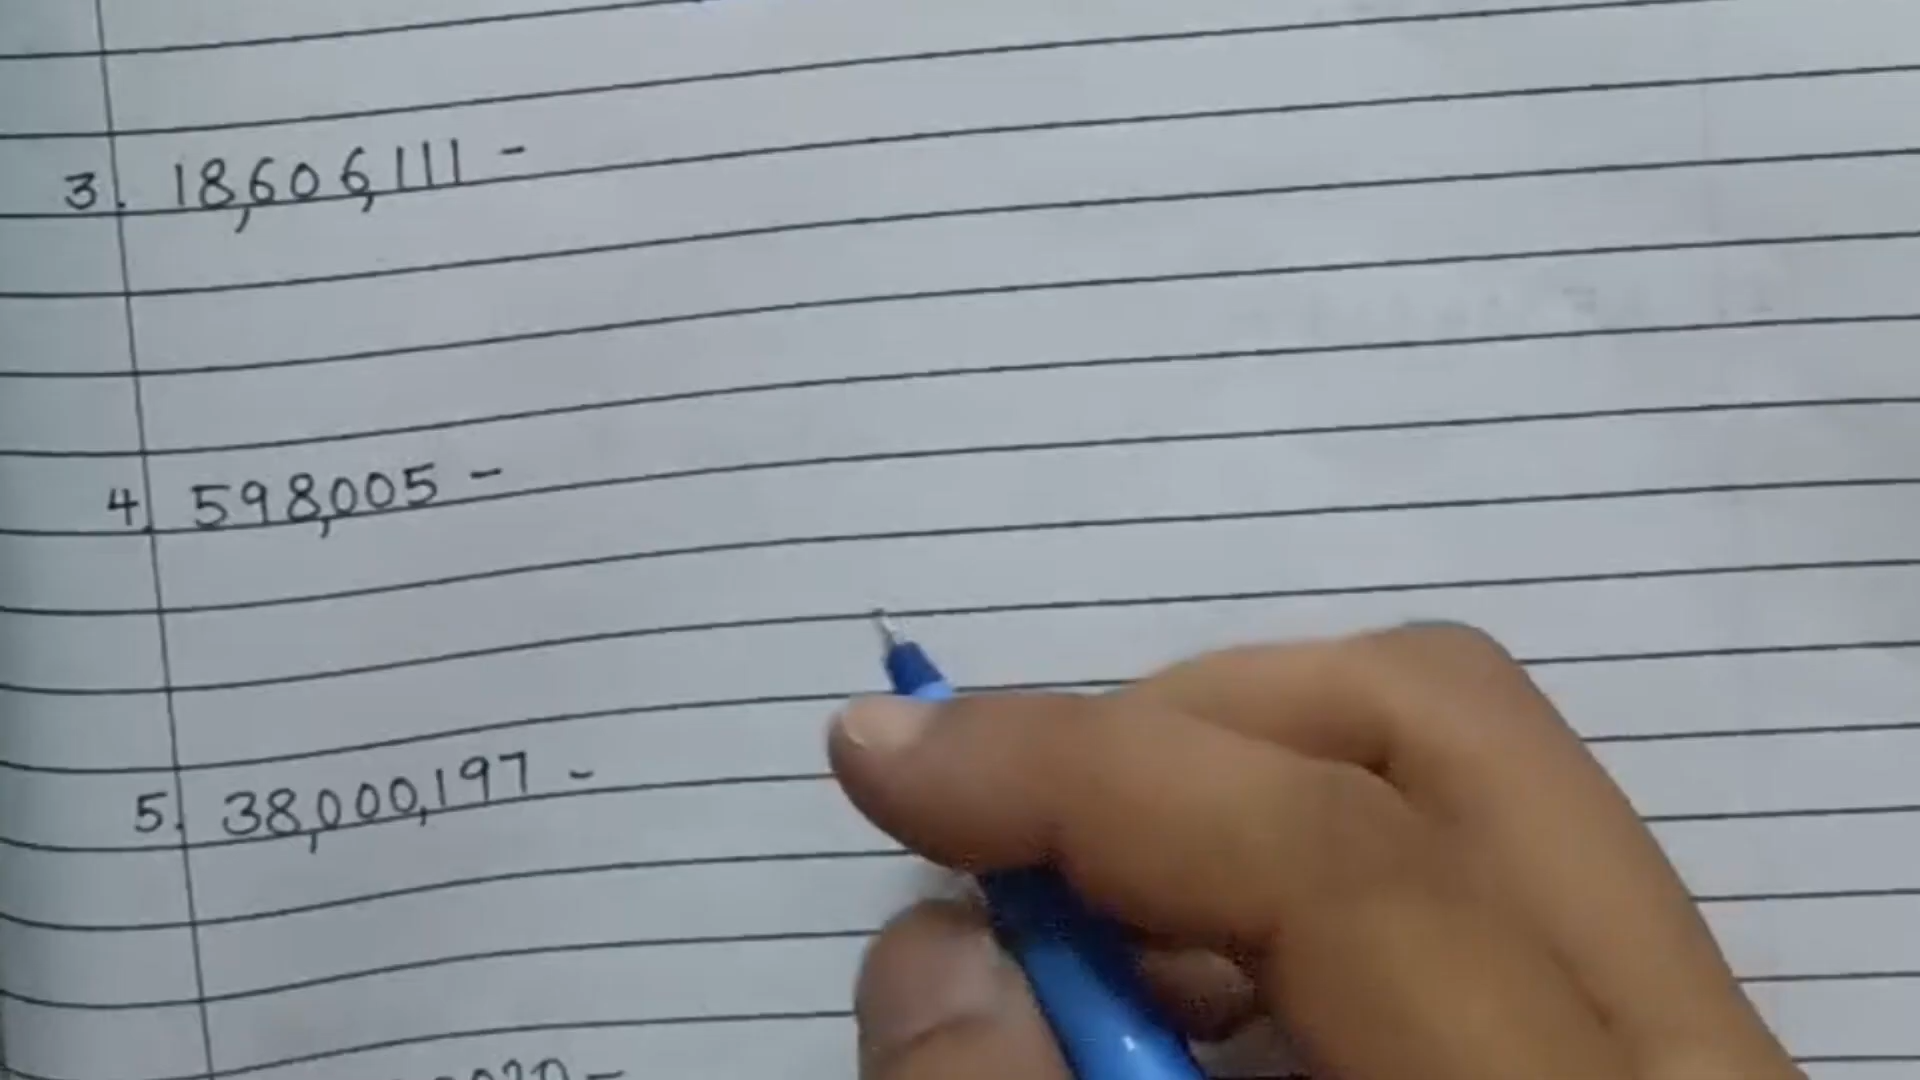 3. 18,606,111 -
4. 598,005 -
5. 38,000,197 -